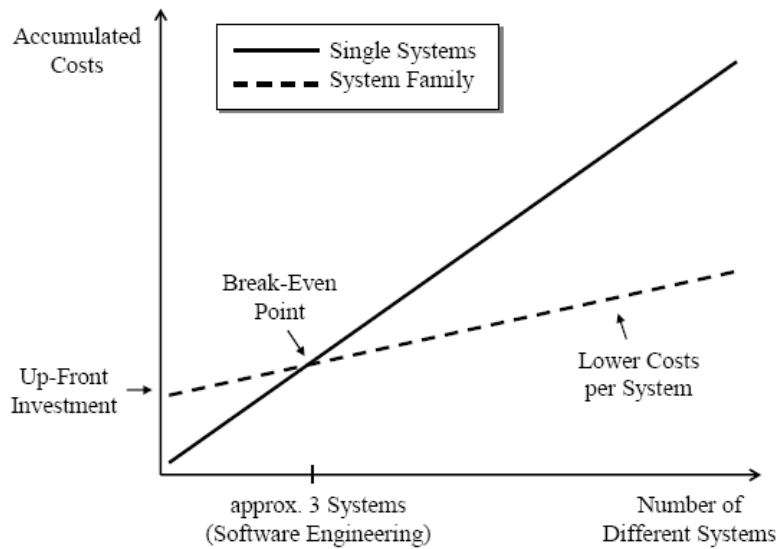 Accumulated
Costs
Single Systems
System Family
Break-Even
Point
Up-Front
Investment
Lower Costs
per System
approx. 3 Systems
(Software Engineering)
Number of
Different Systems